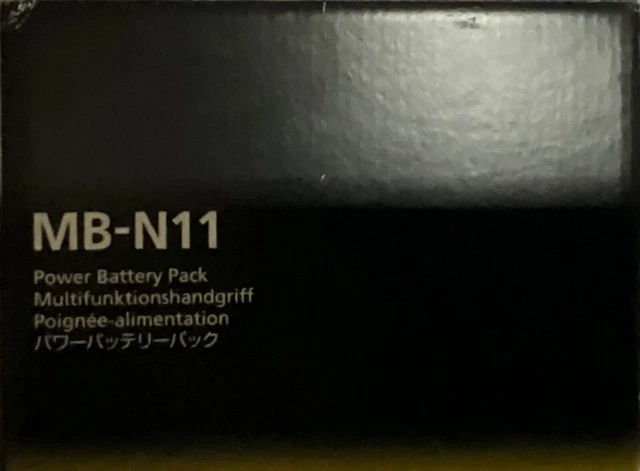 MB-N11
Power Battery Pack
Multifunktionshandgriff
Poignée-alimentation
パワーバッテリーパック